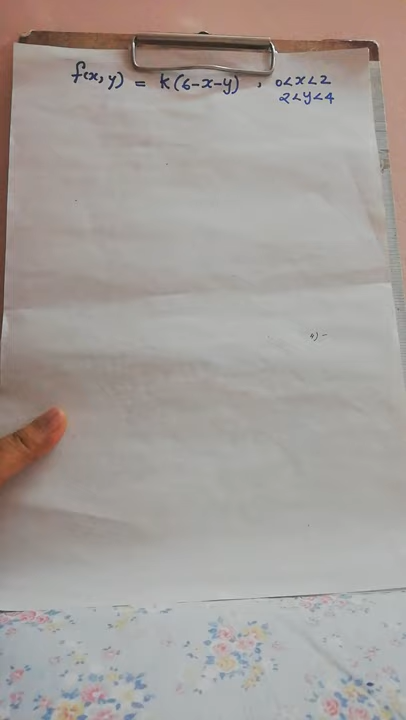 f(x, y) = k(6-x-y) , 0<x<2
2<y<4